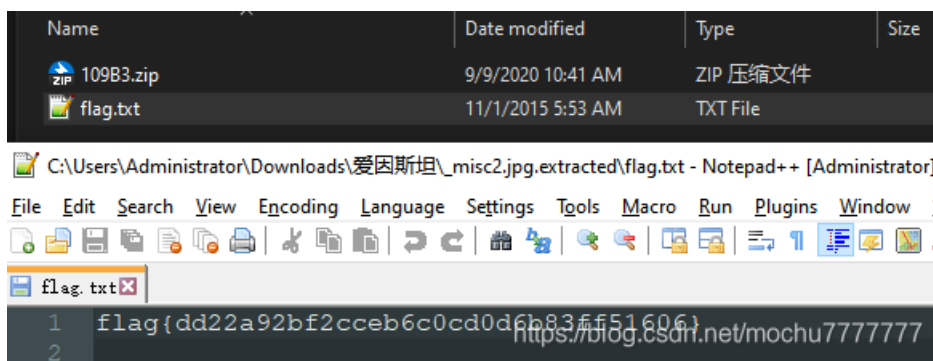 Name Date modified Type Size
109B3.zip 9/9/2020 10:41 AM ZIP 压缩文件
flag.txt 11/1/2015 5:53 AM TXT File
C:\Users\Administrator\Downloads\爱因斯坦\_misc2.jpg.extracted\flag.txt - Notepad++ [Administrator]
File Edit Search View Encoding Language Settings Tools Macro Run Plugins Window
flag.txt
1 flag{dd22a92bf2cceb6c0cd0d6b83ff51606}
2
https://blog.csdn.net/mochu7777777